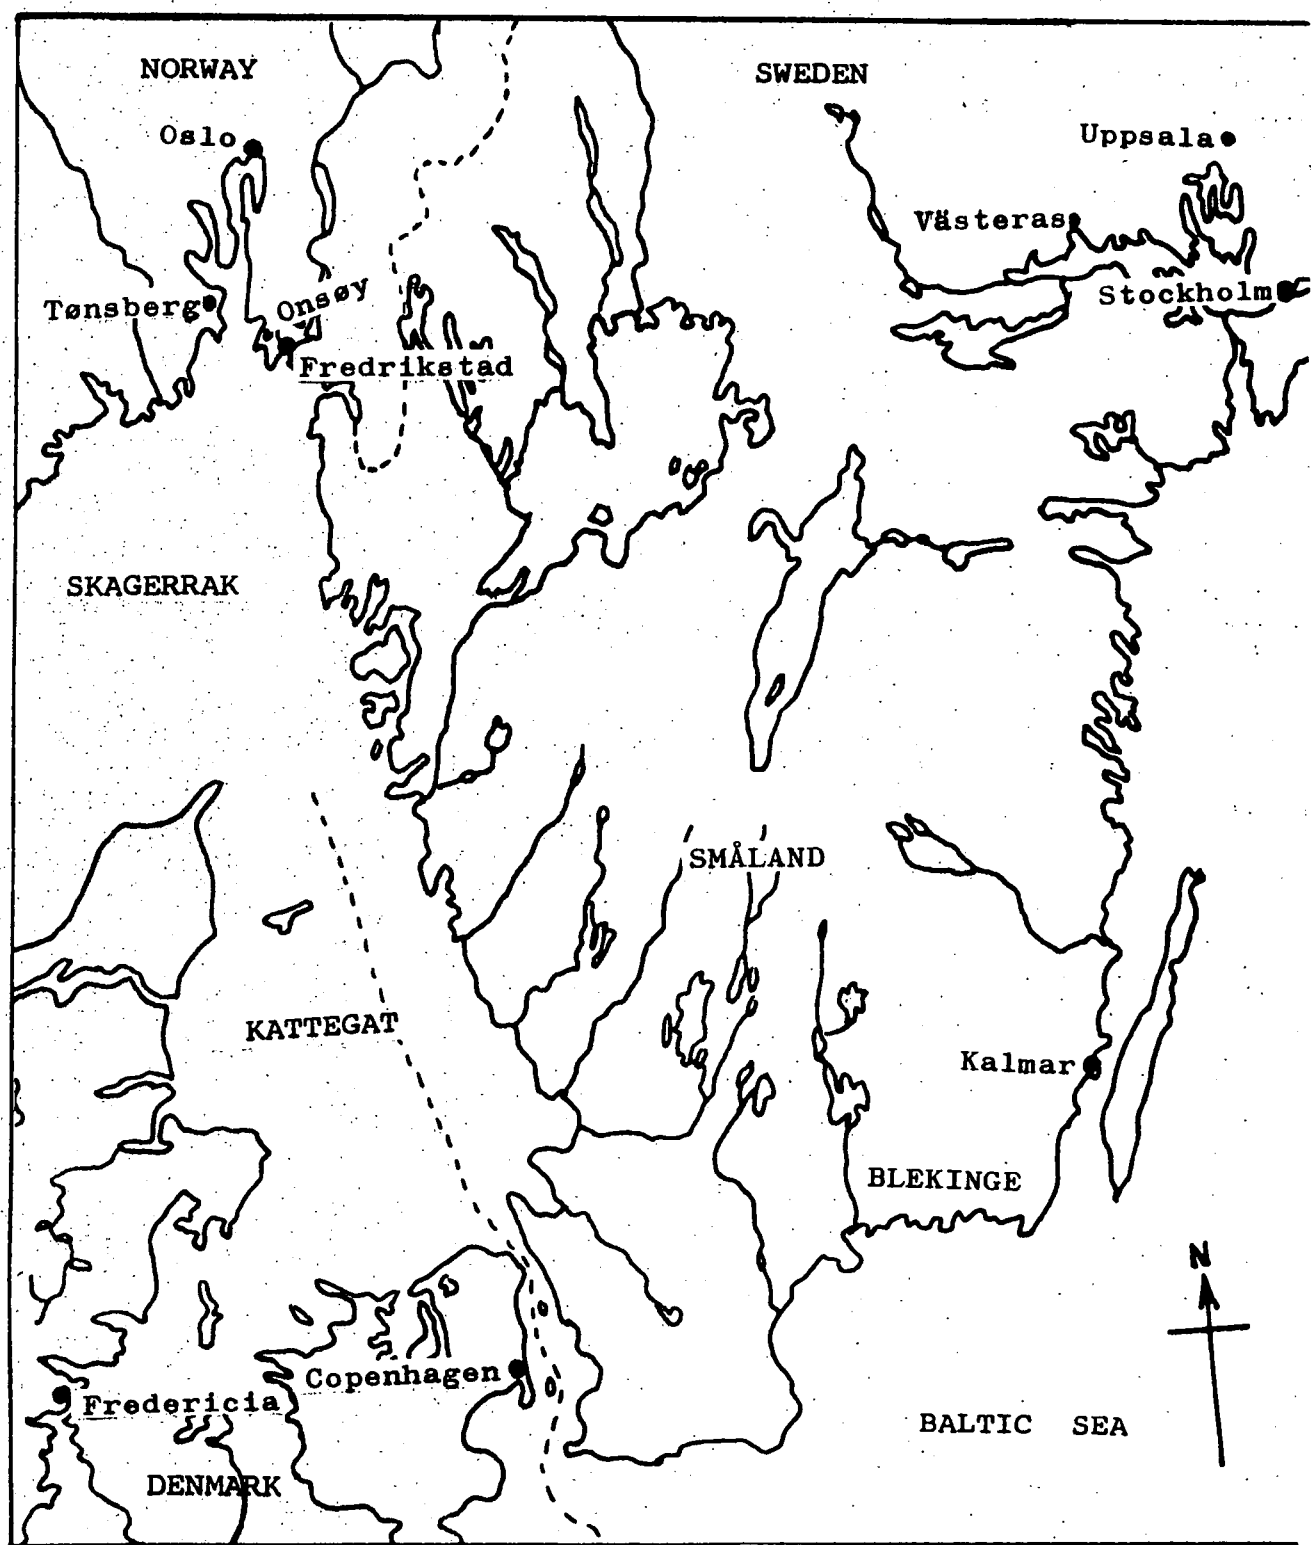 NORWAY
SWEDEN
Oslo
Uppsala
Västeras
Tønsberg
Onsøy
Stockholm
Fredrikstad
SKAGERRAK
SMÅLAND
KATTEGAT
Kalmar
BLEKINGE
N
Copenhagen
Fredericia
BALTIC SEA
DENMARK